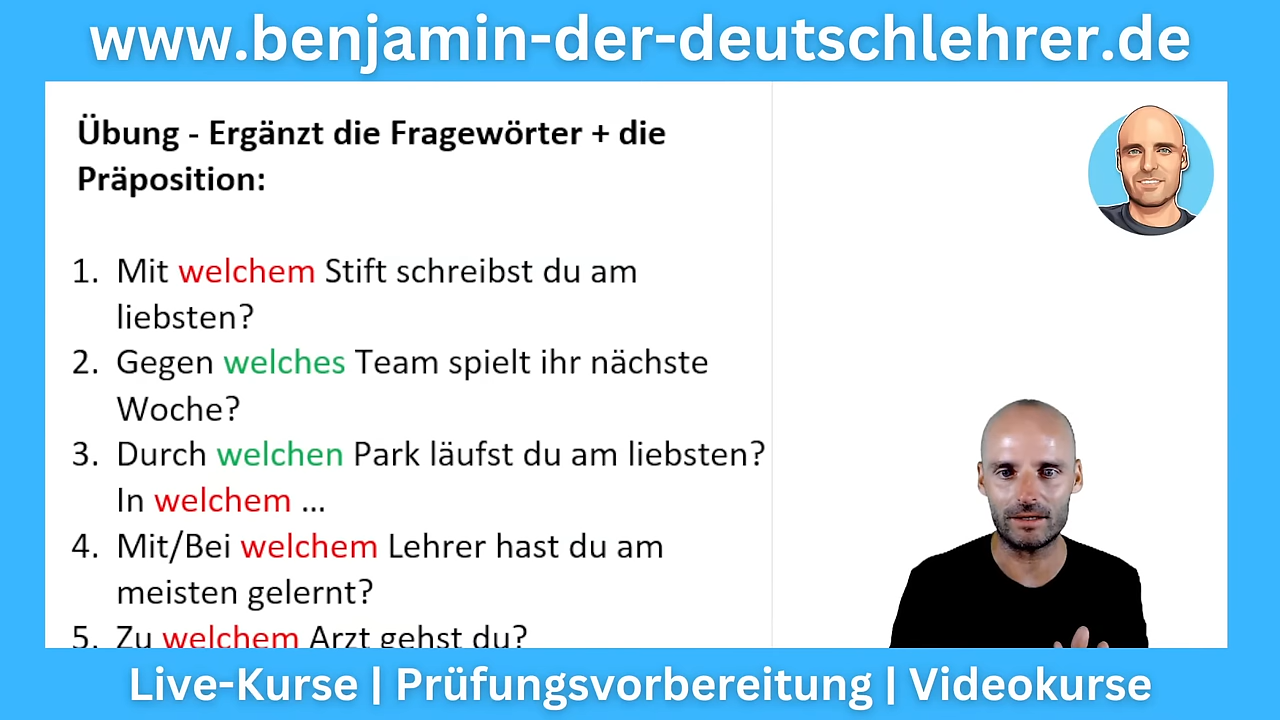 www.benjamin-der-deutschlehrer.de
Übung - Ergänzt die Fragewörter + die
Präposition:
1. Mit welchem Stift schreibst du am
liebsten?
2. Gegen welches Team spielt ihr nächste
Woche?
3. Durch welchen Park läufst du am liebsten?
In welchem ...
4. Mit/Bei welchem Lehrer hast du am
meisten gelernt?
5. Zu welchem Arzt gehst du?
Live-Kurse | Prüfungsvorbereitung | Videokurse